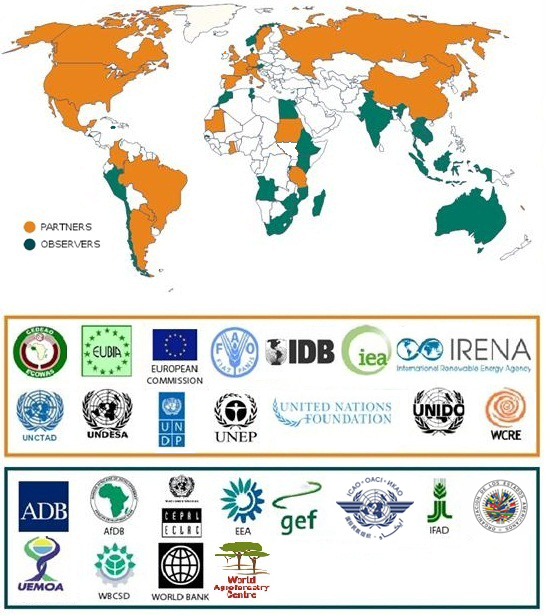 PARTNERS
OBSERVERS
CEDEAO
ECOWAS
EUBIA
EUROPEAN
COMMISSION
F A O
FIAT PANIS
IDB
iea
IRENA
International Renewable Energy Agency
UNCTAD
UNDESA
U N
D P
UNEP
UNITED NATIONS
FOUNDATION
UNIDO
WCRE
ADB
AfDB
CEPAL
ECLAC
EEA
gef
ICAO · OACI · ИКАО
IFAD
UEMOA
WBCSD
WORLD BANK
World
Agroforestry
Centre